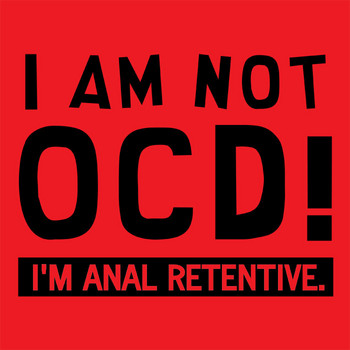 I AM NOT
OCD!
I'M ANAL RETENTIVE.